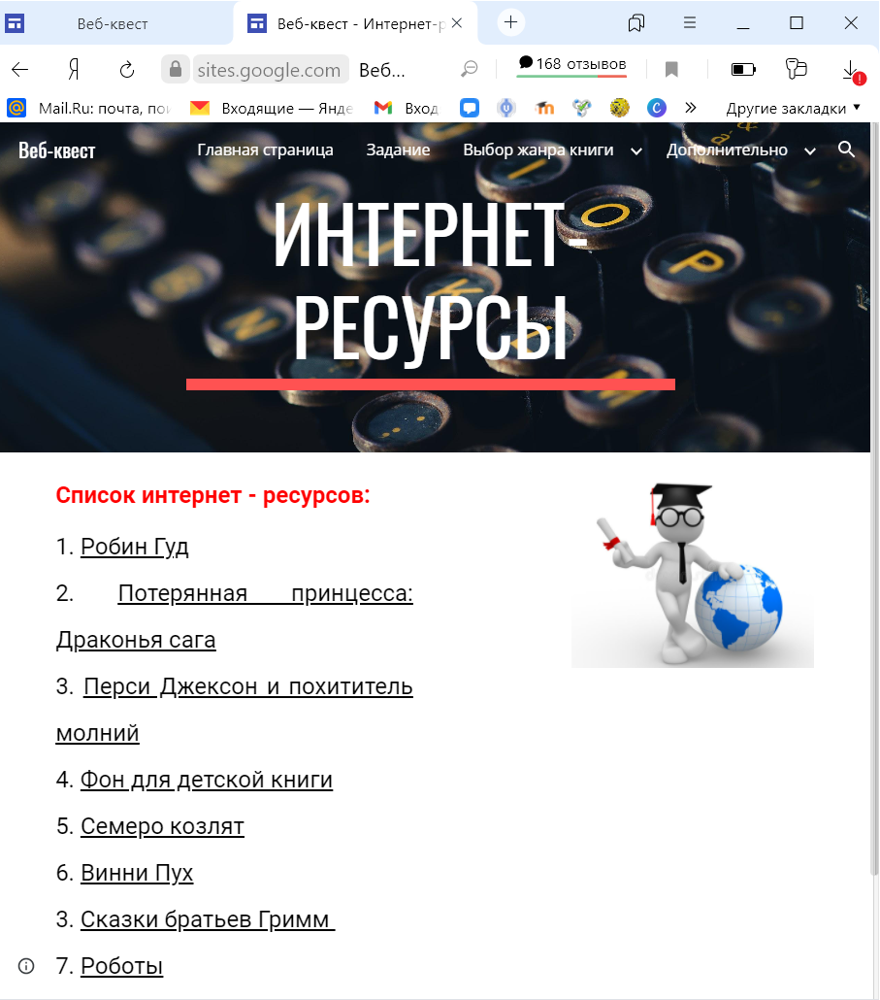 Веб-квест
Веб-квест - Интернет-р
Я
sites.google.com
Веб...
168 отзывов
Mail.Ru: почта, пои
Входящие — Янде
Вход
Другие закладки
Веб-квест
Главная страница
Задание
Выбор жанра книги
Дополнительно
ИНТЕРНЕТ-
РЕСУРСЫ
Список интернет - ресурсов:
1. Робин Гуд
2. Потерянная принцесса:
Драконья сага
3. Перси Джексон и похититель
молний
4. Фон для детской книги
5. Семеро козлят
6. Винни Пух
3. Сказки братьев Гримм
7. Роботы